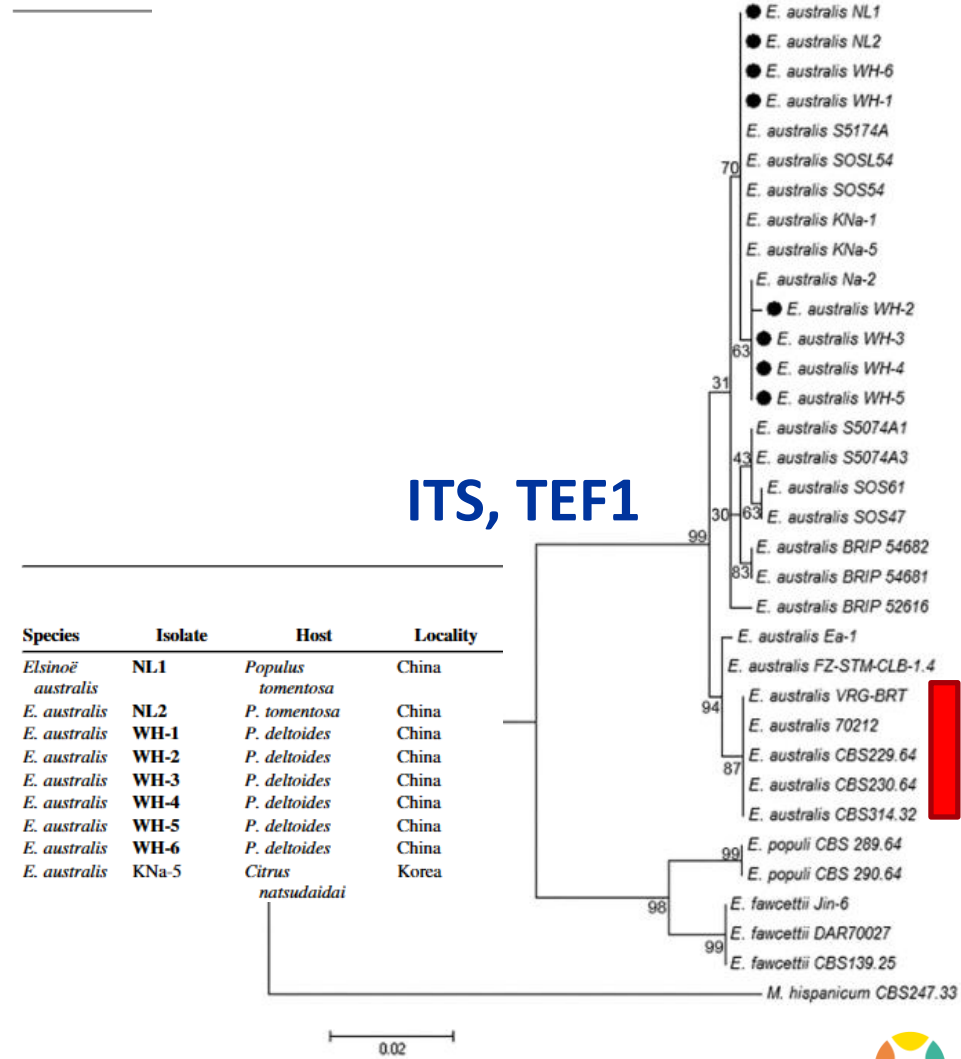 E. australis NL1
E. australis NL2
E. australis WH-6
E. australis WH-1
E. australis S5174A
70
E. australis SOSL54
E. australis SOS54
E. australis KNa-1
E. australis KNa-5
E. australis Na-2
E. australis WH-2
E. australis WH-3
63
E. australis WH-4
31
E. australis WH-5
E. australis S5074A1
43
E. australis S5074A3
E. australis SOS61
ITS, TEF1
30
63
E. australis SOS47
99
E. australis BRIP 54682
83
E. australis BRIP 54681
E. australis BRIP 52616
E. australis Ea-1
E. australis FZ-STM-CLB-1.4
94
E. australis VRG-BRT
E. australis 70212
E. australis CBS229.64
87
E. australis CBS230.64
E. australis CBS314.32
99
E. populi CBS 289.64
E. populi CBS 290.64
98
E. fawcettii Jin-6
E. fawcettii DAR70027
99
E. fawcettii CBS139.25
M. hispanicum CBS247.33
0.02
Species Isolate Host Locality
Elsinoë NL1 Populus China
australis tomentosa
E. australis NL2 P. tomentosa China
E. australis WH-1 P. deltoides China
E. australis WH-2 P. deltoides China
E. australis WH-3 P. deltoides China
E. australis WH-4 P. deltoides China
E. australis WH-5 P. deltoides China
E. australis WH-6 P. deltoides China
E. australis KNa-5 Citrus Korea
natsudaidai